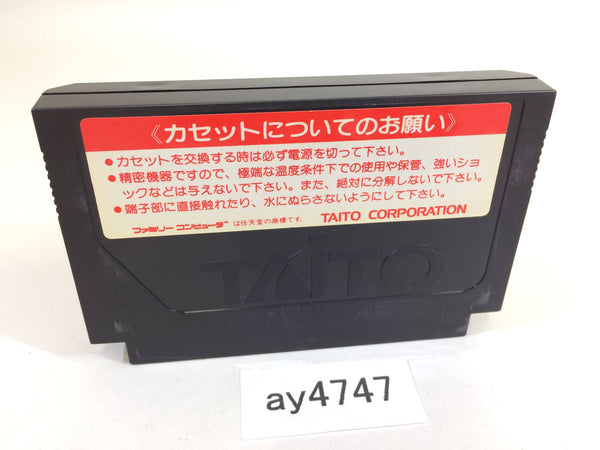 《カセットについてのお願い》
●カセットを交換する時は必ず電源を切って下さい。
●精密機器ですので、極端な温度条件下での使用や保管、強いショ
ックなどは与えないで下さい。また、絶対に分解しないで下さい。
●端子部に直接触れたり、水にぬらさないようにして下さい。
ファミリーコンピュータ™は任天堂の商標です。 TAITO CORPORATION
TAITO
ay4747